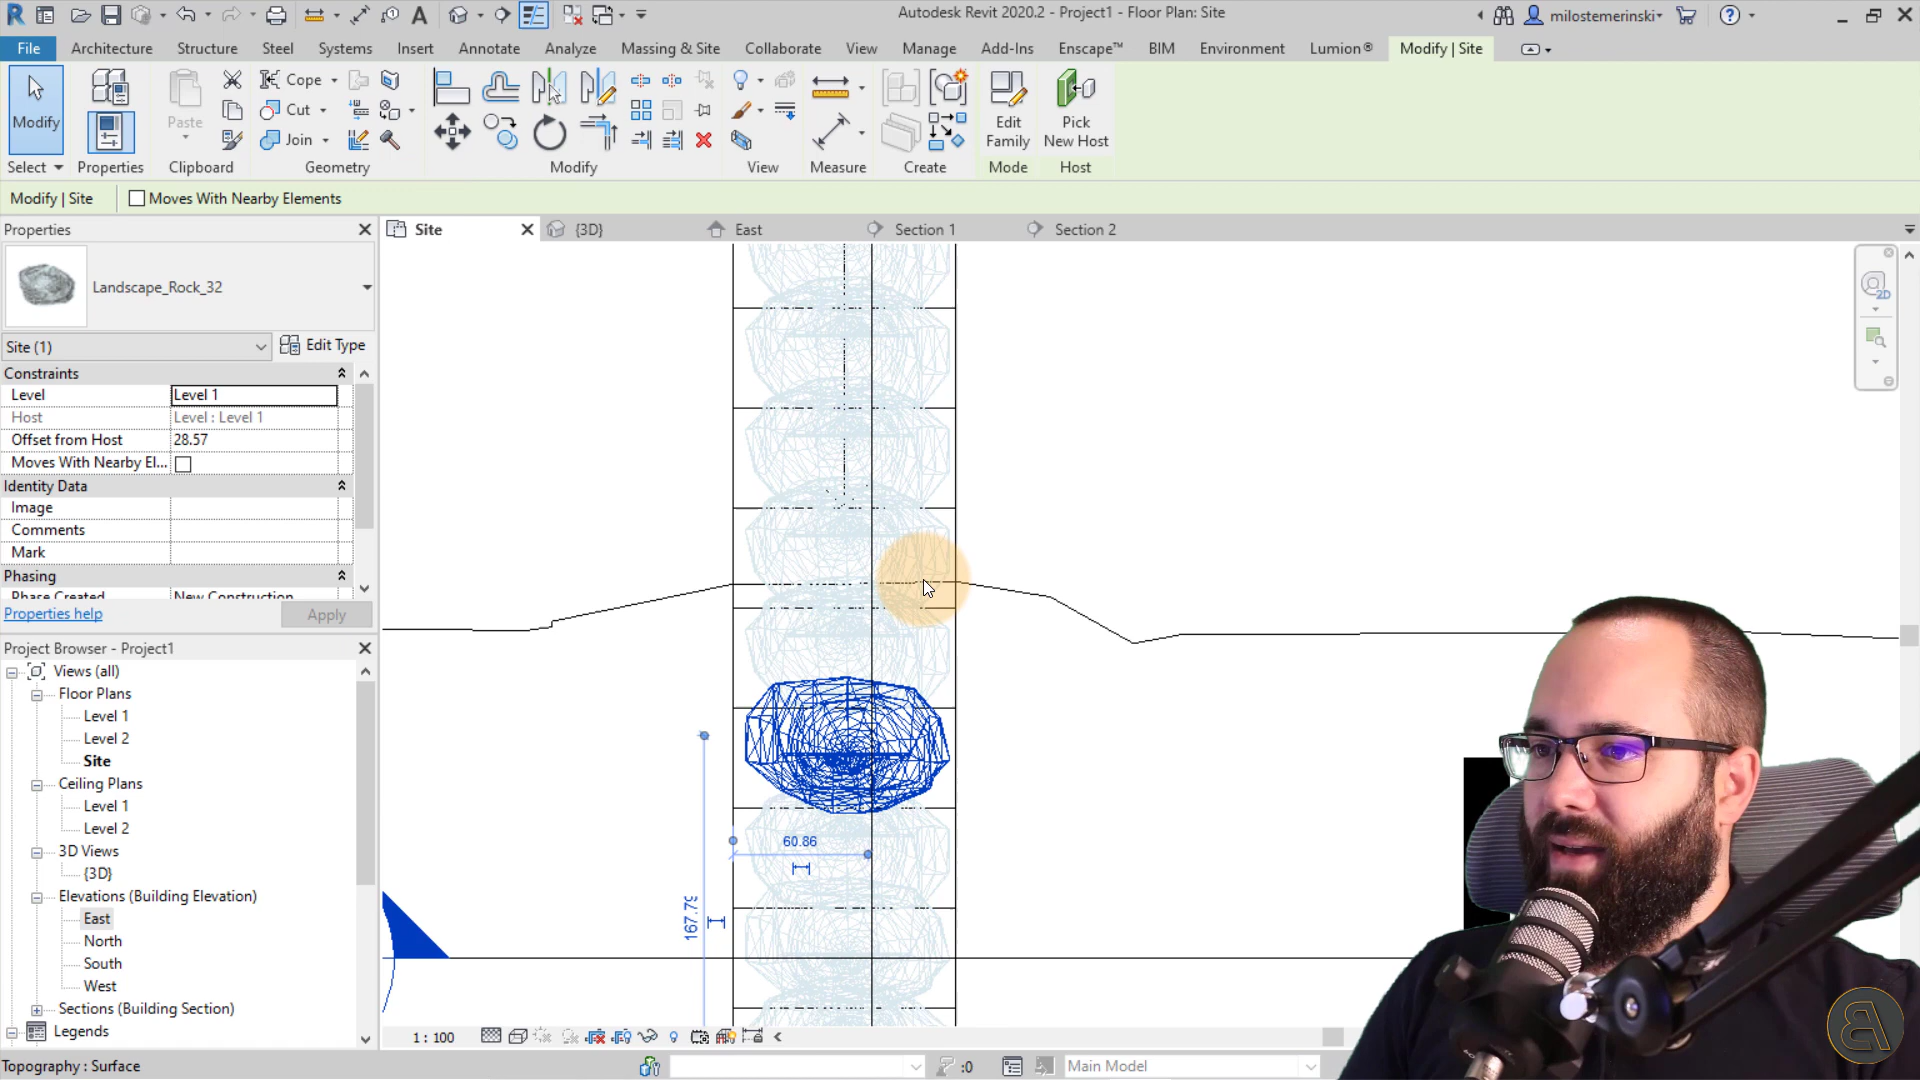 Autodesk Revit 2020.2 - Project1 - Floor Plan: Site
milostemerinski
File
Architecture
Structure
Steel
Systems
Insert
Annotate
Analyze
Massing & Site
Collaborate
View
Manage
Add-Ins
Enscape™
BIM
Environment
Lumion®
Modify | Site
Modify
Paste
Cope
Cut
Join
Edit
Family
Pick
New Host
Select
Properties
Clipboard
Geometry
Modify
View
Measure
Create
Mode
Host
Modify | Site
Moves With Nearby Elements
Properties
Site
{3D}
East
Section 1
Section 2
Landscape_Rock_32
2D
Site (1)
Edit Type
Constraints
Level
Level 1
Host
Level : Level 1
Offset from Host
28.57
Moves With Nearby El...
Identity Data
Image
Comments
Mark
Phasing
Phase Created
New Construction
Properties help
Apply
Project Browser - Project1
Views (all)
Floor Plans
Level 1
Level 2
Site
Ceiling Plans
Level 1
Level 2
3D Views
{3D}
Elevations (Building Elevation)
East
North
South
West
Sections (Building Section)
Legends
60.86
167.79
1 : 100
Topography : Surface
:0
Main Model